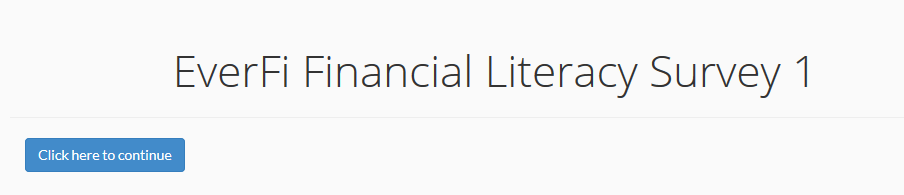 EverFi Financial Literacy Survey 1
Click here to continue